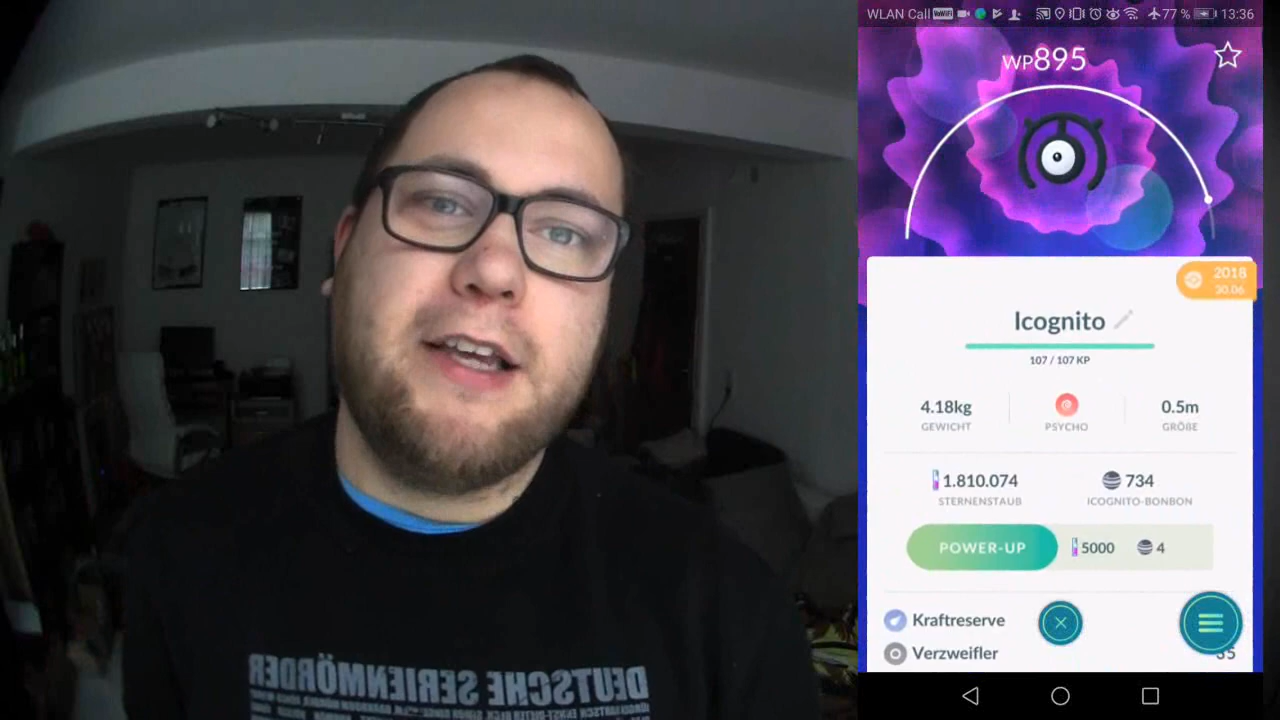 DEUTSCHE SERIENMÖRDER
WLAN Call VoWiFi 77 % 13:36
WP895
2018
30.06
Icognito
107 / 107 KP
4.18kg
GEWICHT
PSYCHO
0.5m
GRÖßE
1.810.074
STERNENSTAUB
734
ICOGNITO-BONBON
POWER-UP
5000
4
Kraftreserve
Verzweifler
35